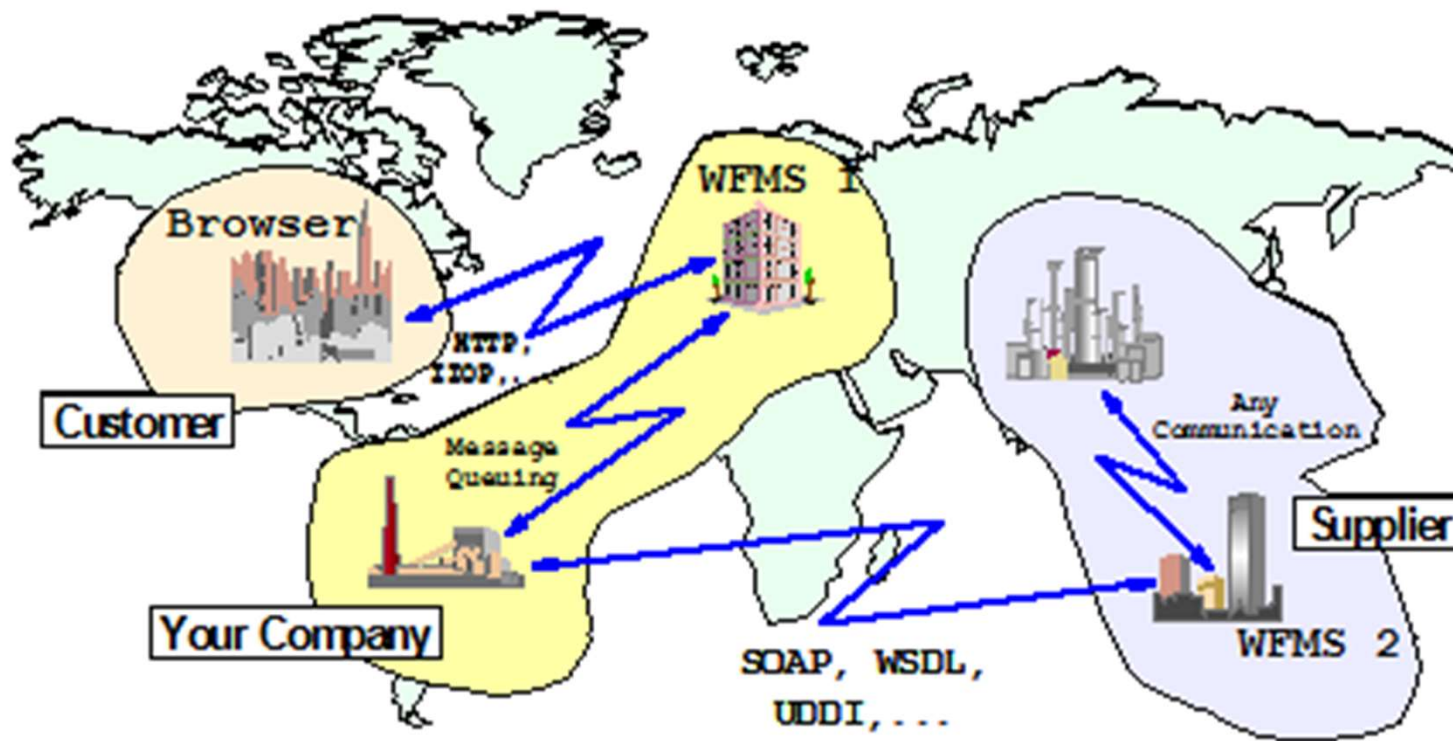 WFMS 1
Browser
HTTP,
IIOP,...
Customer
Any
Communication
Message
Queuing
Supplier
Your Company
WFMS 2
SOAP, WSDL,
UDDI,...